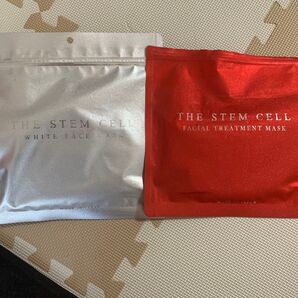 THE STEM CELL
WHITE FACE MASK
THE STEM CELL
FACIAL TREATMENT MASK